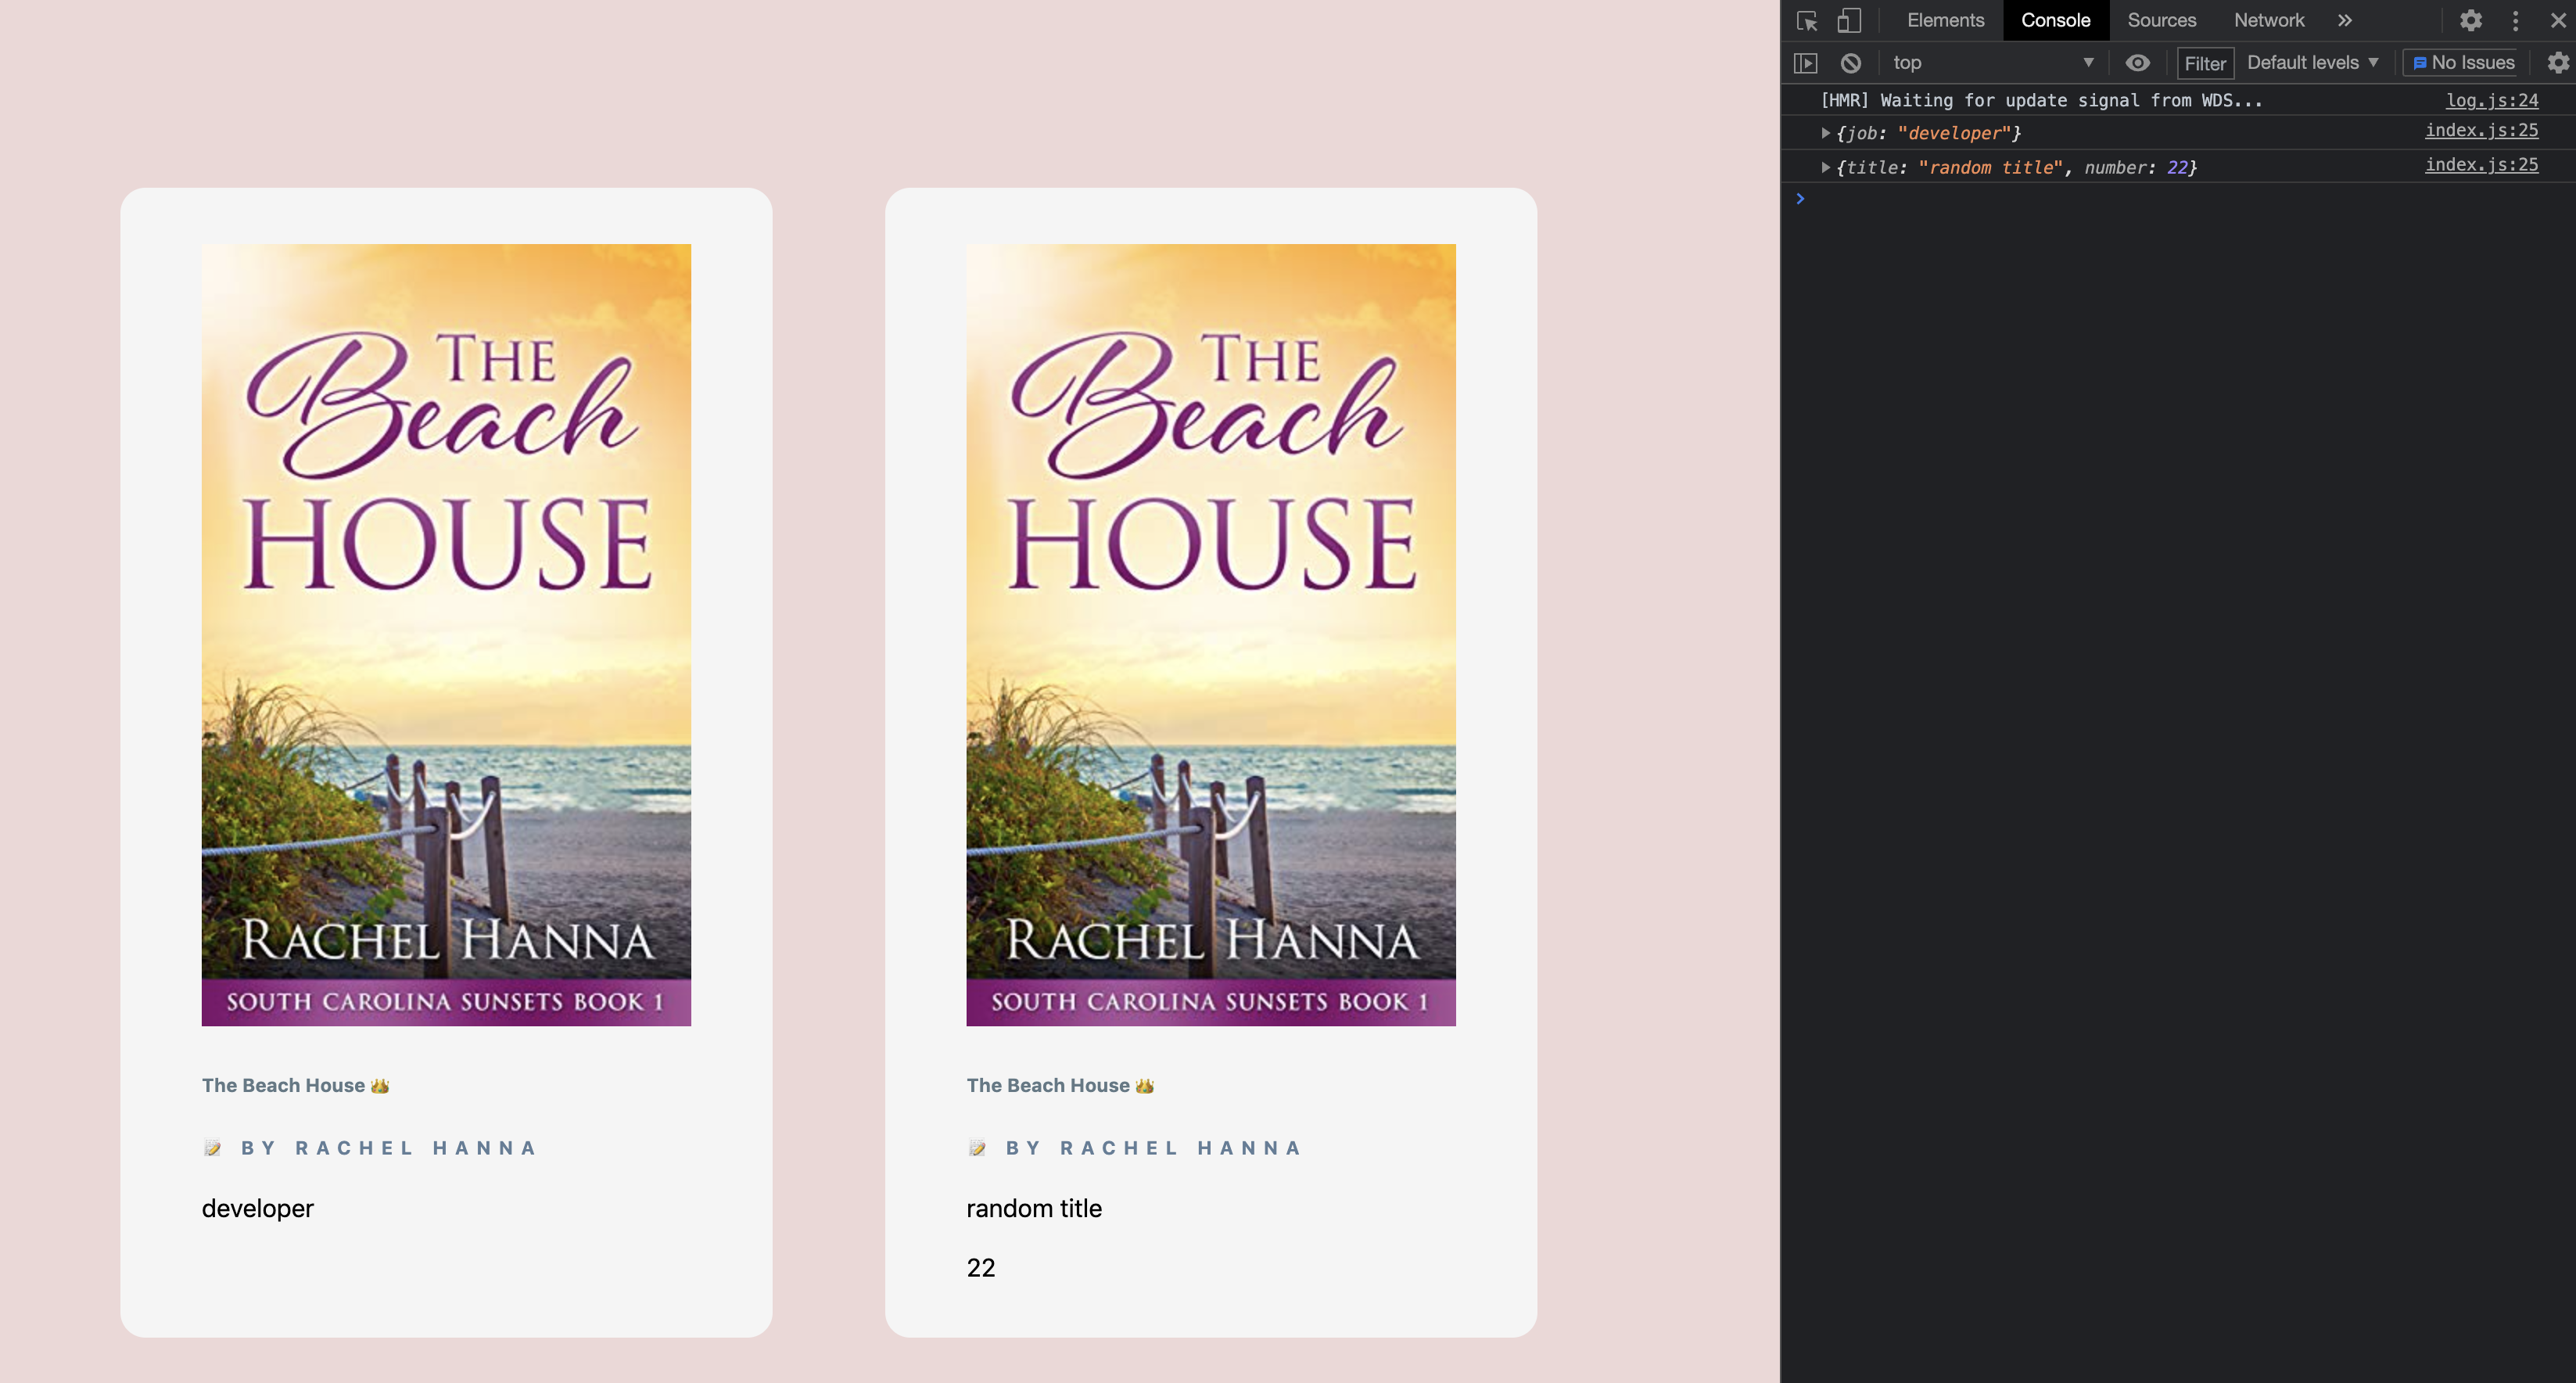 THE
Beach
HOUSE
RACHEL HANNA
SOUTH CAROLINA SUNSETS BOOK 1
The Beach House 👑
📝 BY RACHEL HANNA
developer
THE
Beach
HOUSE
RACHEL HANNA
SOUTH CAROLINA SUNSETS BOOK 1
The Beach House 👑
📝 BY RACHEL HANNA
random title
22
Elements Console Sources Network
top Filter Default levels No Issues
[HMR] Waiting for update signal from WDS... log.js:24
{job: "developer"} index.js:25
{title: "random title", number: 22} index.js:25